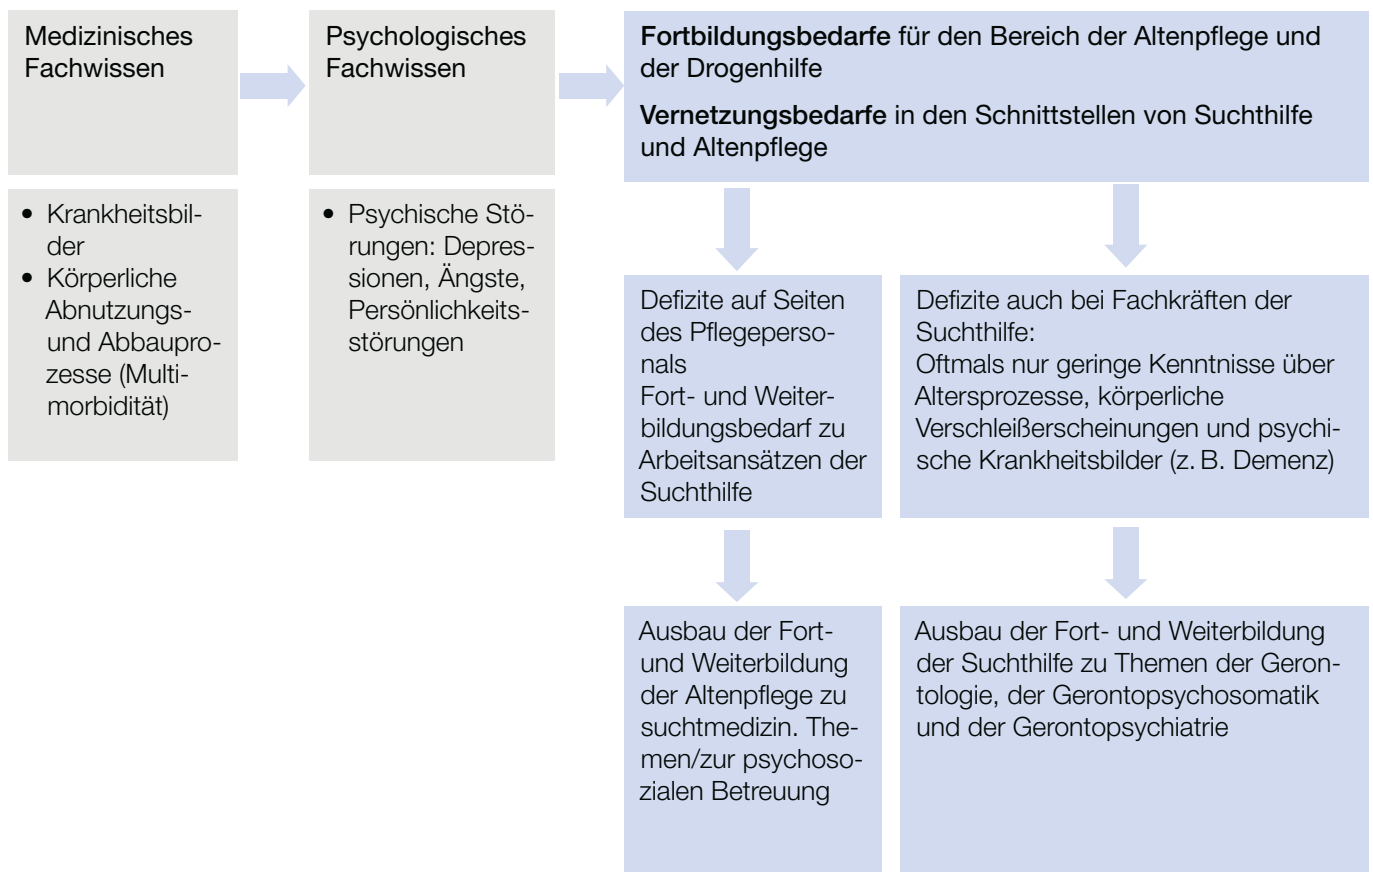 Medizinisches
Fachwissen
Psychologisches
Fachwissen
Fortbildungsbedarfe für den Bereich der Altenpflege und
der Drogenhilfe
Vernetzungsbedarfe in den Schnittstellen von Suchthilfe
und Altenpflege
• Krankheitsbil-
der
• Körperliche
Abnutzungs-
und Abbaupro-
zesse (Multi-
morbidität)
• Psychische Stö-
rungen: Depres-
sionen, Ängste,
Persönlichkeits-
störungen
Defizite auf Seiten
des Pflegeperso-
nals
Fort- und Weiter-
bildungsbedarf zu
Arbeitsansätzen der
Suchthilfe
Defizite auch bei Fachkräften der
Suchthilfe:
Oftmals nur geringe Kenntnisse über
Altersprozesse, körperliche
Verschleißerscheinungen und psychi-
sche Krankheitsbilder (z. B. Demenz)
Ausbau der Fort-
und Weiterbildung
der Altenpflege zu
suchtmedizin. The-
men/zur psychoso-
zialen Betreuung
Ausbau der Fort- und Weiterbildung
der Suchthilfe zu Themen der Geron-
tologie, der Gerontopsychosomatik
und der Gerontopsychiatrie